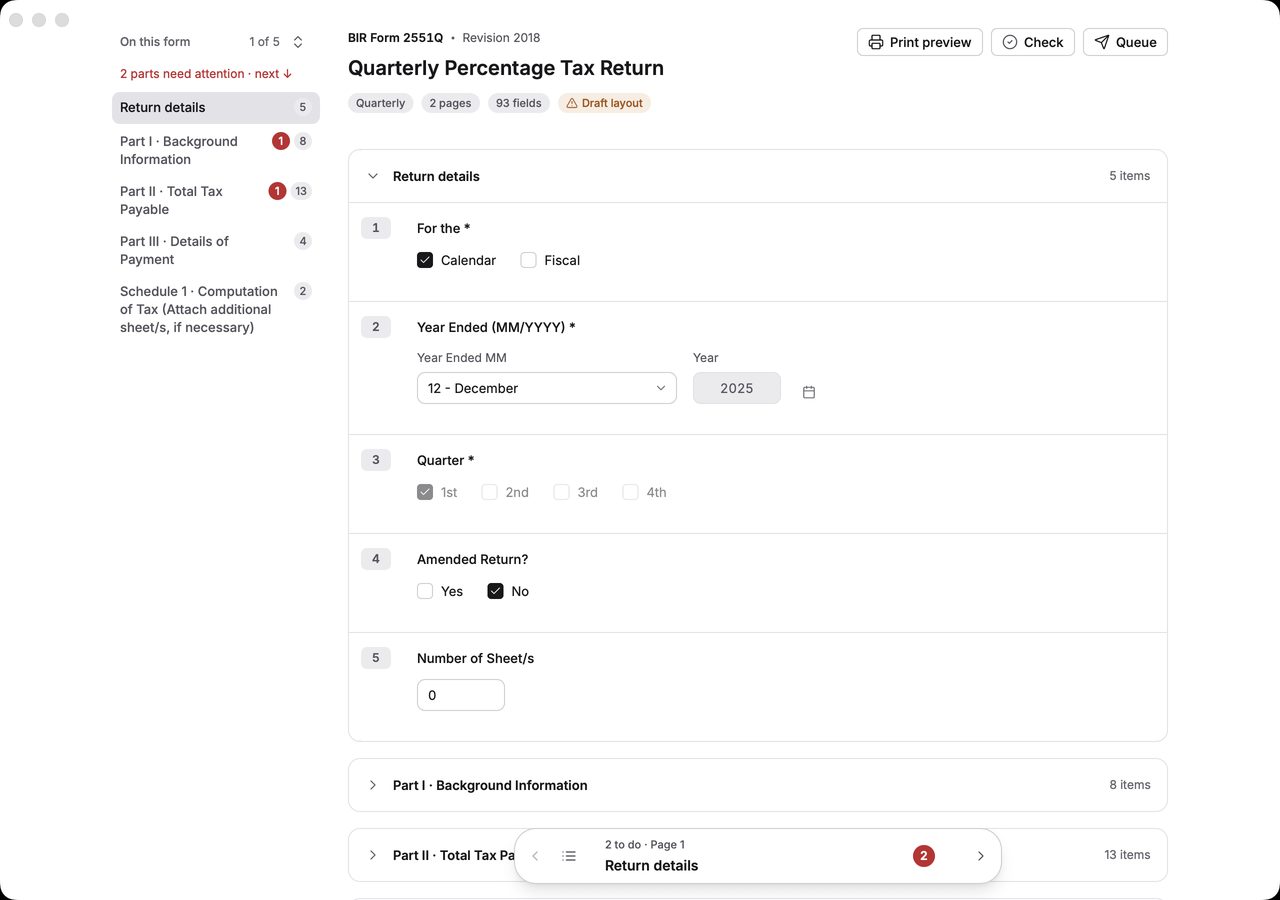 On this form
1 of 5
2 parts need attention · next ↓
Return details 5
Part I · Background Information 1 8
Part II · Total Tax Payable 1 13
Part III · Details of Payment 4
Schedule 1 · Computation of Tax (Attach additional sheet/s, if necessary) 2
BIR Form 2551Q • Revision 2018
Quarterly Percentage Tax Return
Quarterly 2 pages 93 fields Draft layout
Print preview Check Queue
Return details 5 items
1 For the *
Calendar Fiscal
2 Year Ended (MM/YYYY) *
Year Ended MM Year
12 - December 2025
3 Quarter *
1st 2nd 3rd 4th
4 Amended Return?
Yes No
5 Number of Sheet/s
0
Part I · Background Information 8 items
Part II · Total Tax Pa 13 items
2 to do · Page 1
Return details 2